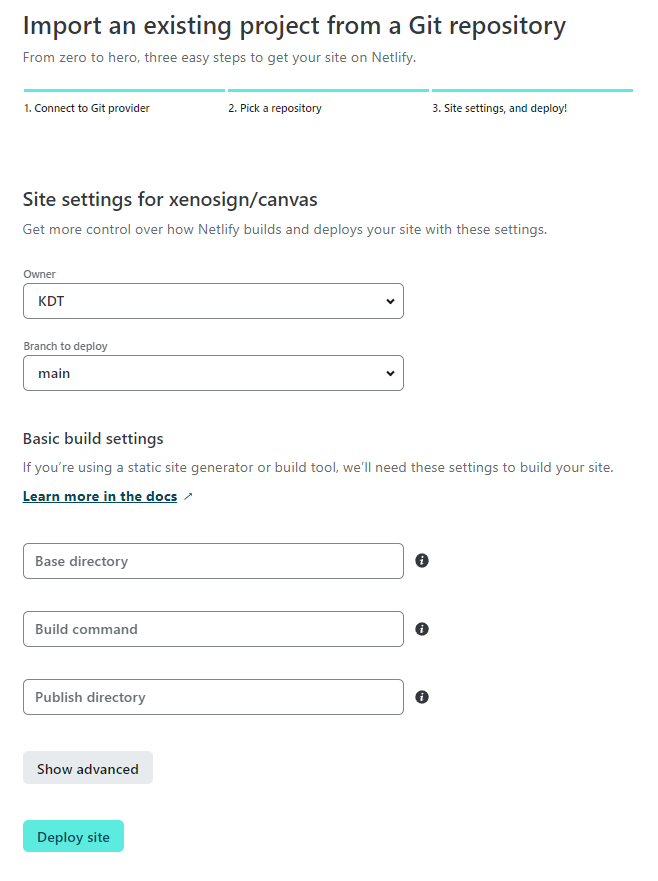 Import an existing project from a Git repository
From zero to hero, three easy steps to get your site on Netlify.
1. Connect to Git provider
2. Pick a repository
3. Site settings, and deploy!
Site settings for xenosign/canvas
Get more control over how Netlify builds and deploys your site with these settings.
Owner
KDT
Branch to deploy
main
Basic build settings
If you’re using a static site generator or build tool, we’ll need these settings to build your site.
Learn more in the docs ↗
Base directory
Build command
Publish directory
Show advanced
Deploy site